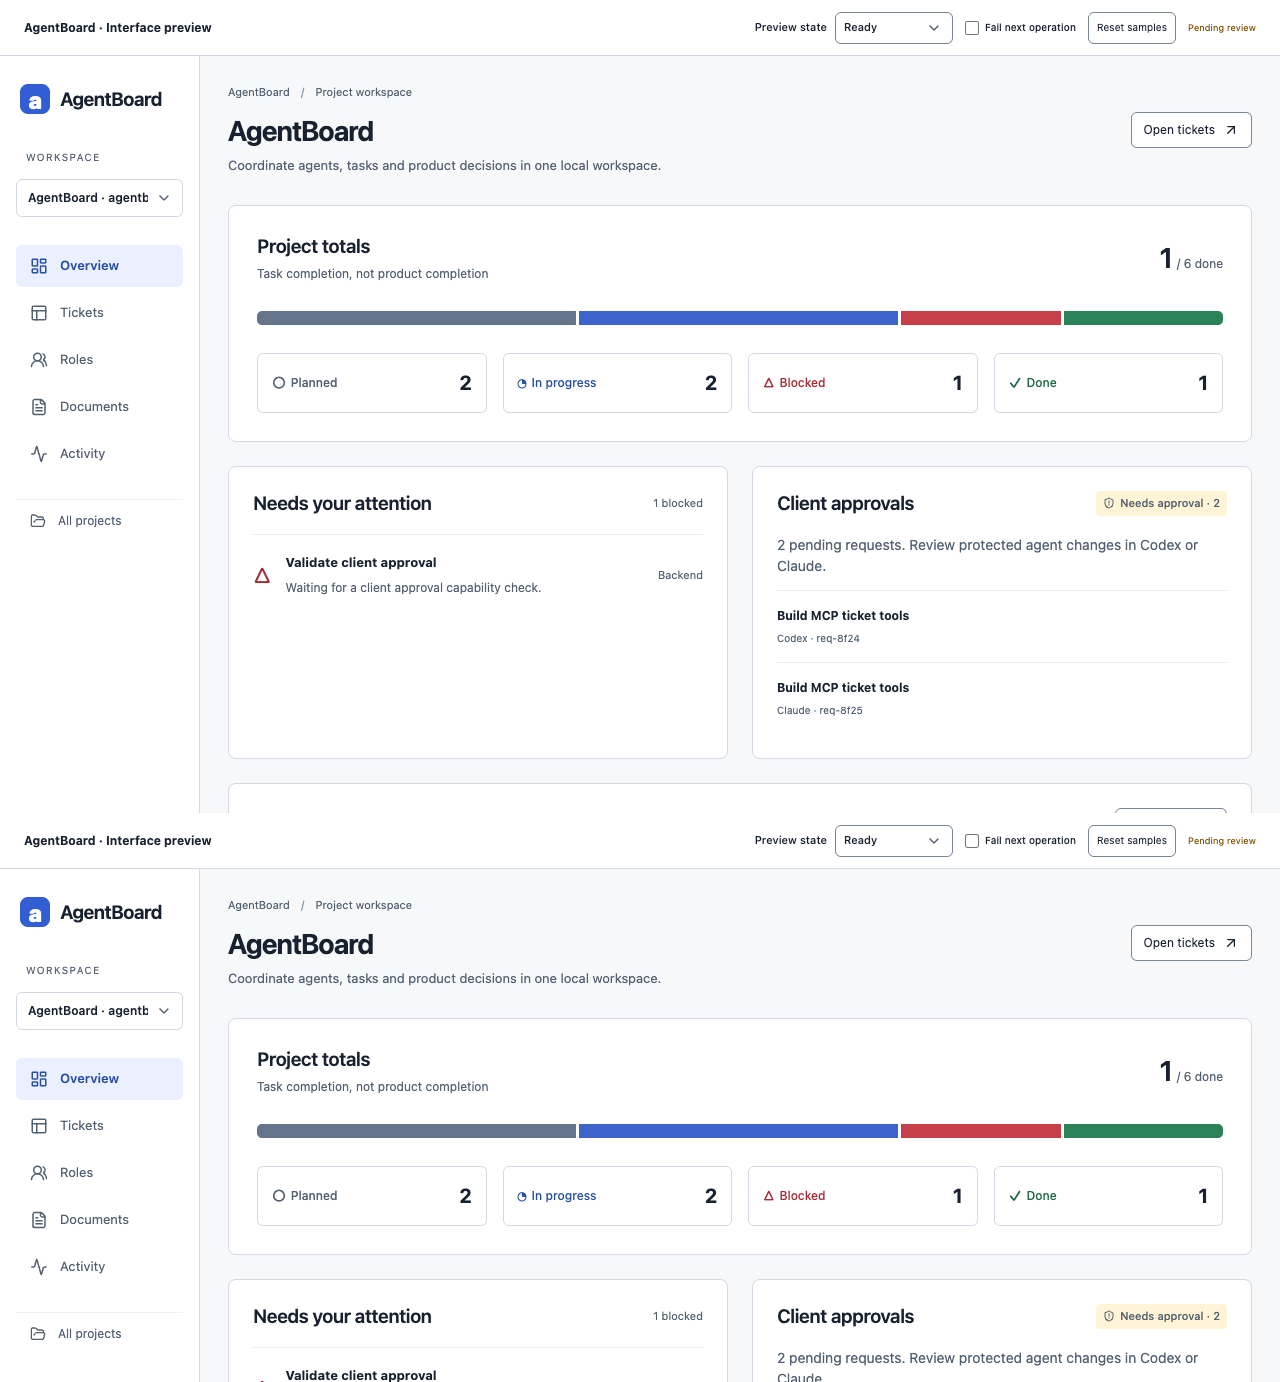 AgentBoard · Interface preview
Preview state
Ready
Fail next operation
Reset samples
Pending review
a
AgentBoard
WORKSPACE
AgentBoard · agentb
Overview
Tickets
Roles
Documents
Activity
All projects
AgentBoard / Project workspace
AgentBoard
Open tickets
Coordinate agents, tasks and product decisions in one local workspace.
Project totals
Task completion, not product completion
1 / 6 done
Planned 2
In progress 2
Blocked 1
Done 1
Needs your attention
1 blocked
Validate client approval
Waiting for a client approval capability check.
Backend
Client approvals
Needs approval · 2
2 pending requests. Review protected agent changes in Codex or
Claude.
Build MCP ticket tools
Codex · req-8f24
Build MCP ticket tools
Claude · req-8f25
AgentBoard · Interface preview
Preview state
Ready
Fail next operation
Reset samples
Pending review
a
AgentBoard
WORKSPACE
AgentBoard · agentb
Overview
Tickets
Roles
Documents
Activity
All projects
AgentBoard / Project workspace
AgentBoard
Open tickets
Coordinate agents, tasks and product decisions in one local workspace.
Project totals
Task completion, not product completion
1 / 6 done
Planned 2
In progress 2
Blocked 1
Done 1
Needs your attention
1 blocked
Validate client approval
Client approvals
Needs approval · 2
2 pending requests. Review protected agent changes in Codex or
Claude.